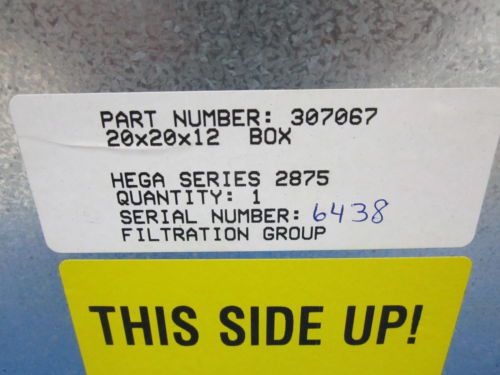 PART NUMBER: 307067
20x20x12 BOX
HEGA SERIES 2875
QUANTITY: 1
SERIAL NUMBER: 6438
FILTRATION GROUP
THIS SIDE UP!